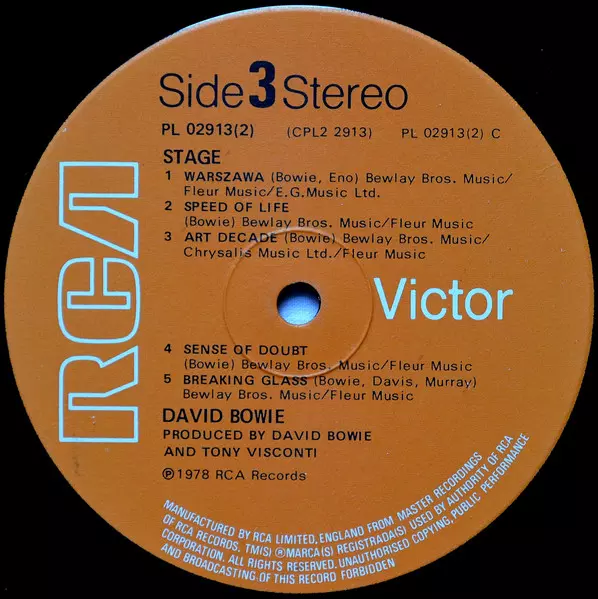 Side 3 Stereo
PL 02913(2) (CPL2 2913) PL 02913(2) C
STAGE
1 WARSZAWA (Bowie, Eno) Bewlay Bros. Music/
Fleur Music/E.G.Music Ltd.
2 SPEED OF LIFE
(Bowie) Bewlay Bros. Music/Fleur Music
3 ART DECADE (Bowie) Bewlay Bros. Music/
Chrysalis Music Ltd./Fleur Music
RCA
Victor
4 SENSE OF DOUBT
(Bowie) Bewlay Bros. Music/Fleur Music
5 BREAKING GLASS (Bowie, Davis, Murray)
Bewlay Bros. Music/Fleur Music
DAVID BOWIE
PRODUCED BY DAVID BOWIE
AND TONY VISCONTI
℗1978 RCA Records
MANUFACTURED BY RCA LIMITED,ENGLAND FROM MASTER RECORDINGS
OF RCA RECORDS. TM(S) ®MARCA(S) REGISTRADA(S) USED BY AUTHORITY OF RCA
CORPORATION. ALL RIGHTS RESERVED. UNAUTHORISED COPYING, PUBLIC PERFORMANCE
AND BROADCASTING OF THIS RECORD FORBIDDEN